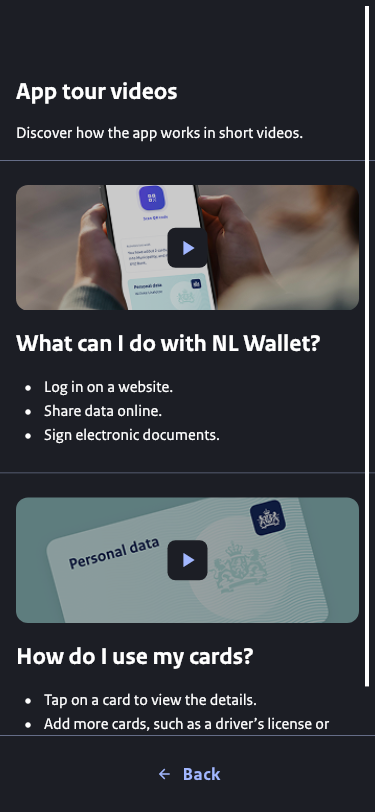 App tour videos
Discover how the app works in short videos.
Scan QR code
Personal data
What can I do with NL Wallet?
Log in on a website.
Share data online.
Sign electronic documents.
Personal data
How do I use my cards?
Tap on a card to view the details.
Add more cards, such as a driver’s license or
Back